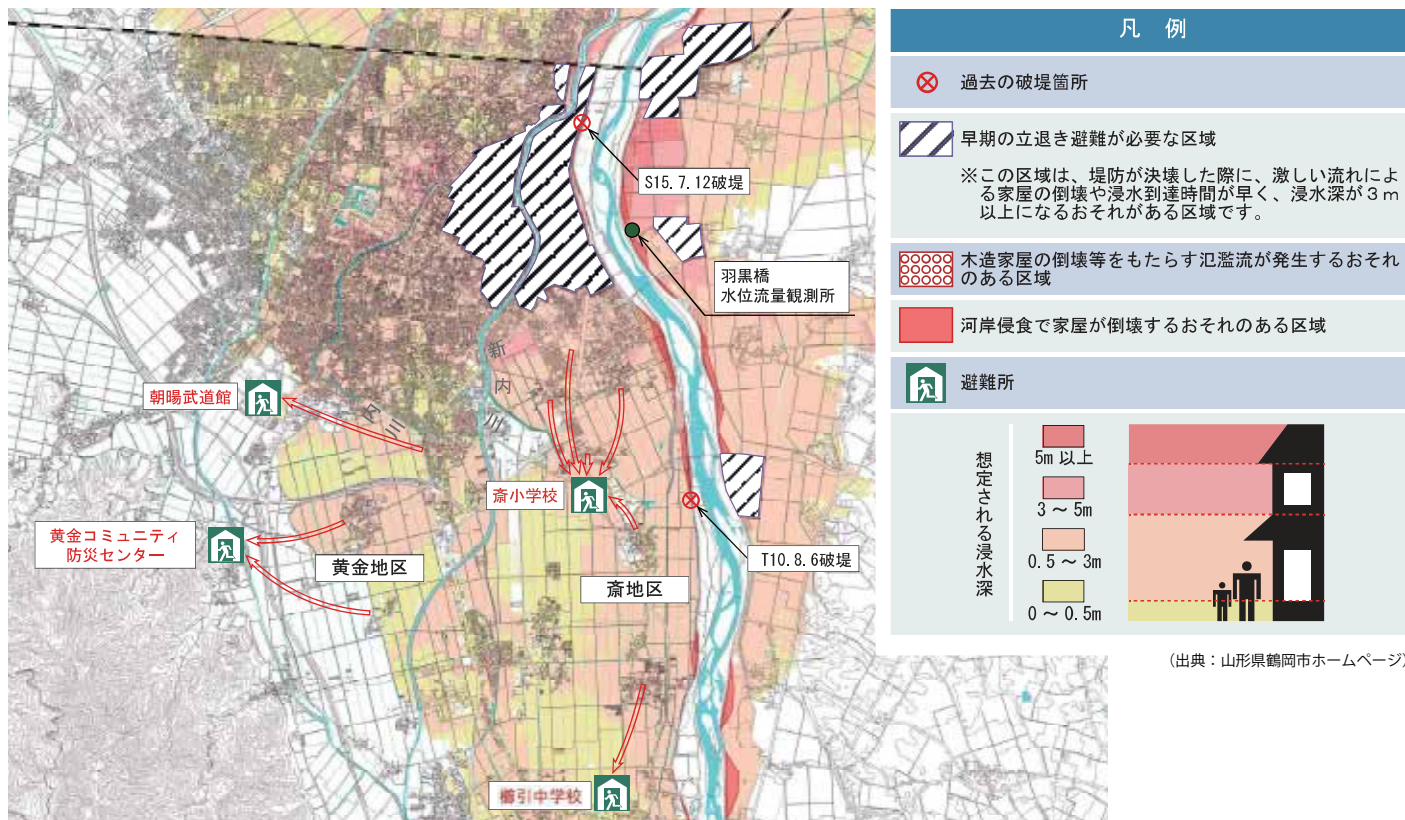 S15.7.12破堤
羽黒橋
水位流量観測所
新
内
川
内
川
朝暘武道館
斎小学校
黄金コミュニティ
防災センター
黄金地区
斎地区
T10.8.6破堤
櫛引中学校
凡 例
過去の破堤箇所
早期の立退き避難が必要な区域
※この区域は、堤防が決壊した際に、激しい流れによ
る家屋の倒壊や浸水到達時間が早く、浸水深が3m
以上になるおそれがある区域です。
木造家屋の倒壊等をもたらす氾濫流が発生するおそれ
のある区域
河岸侵食で家屋が倒壊するおそれのある区域
避難所
想定される浸水深
5m 以上
3 ～ 5m
0.5 ～ 3m
0 ～ 0.5m
（出典：山形県鶴岡市ホームページ）